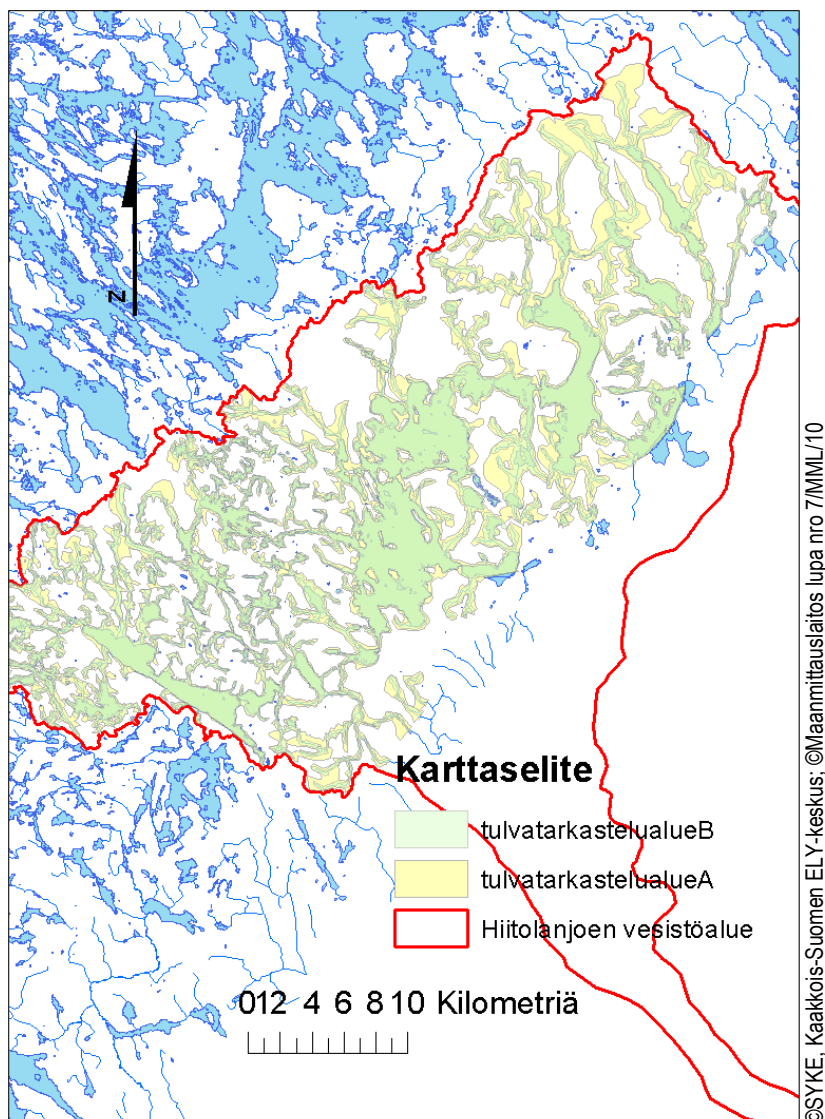 N
Karttaselite
tulvatarkastelualueB
tulvatarkastelualueA
Hiitolanjoen vesistöalue
012 4 6 8 10 Kilometriä
©SYKE, Kaakkois-Suomen ELY-keskus; ©Maanmittauslaitos lupa nro 7/MML/10